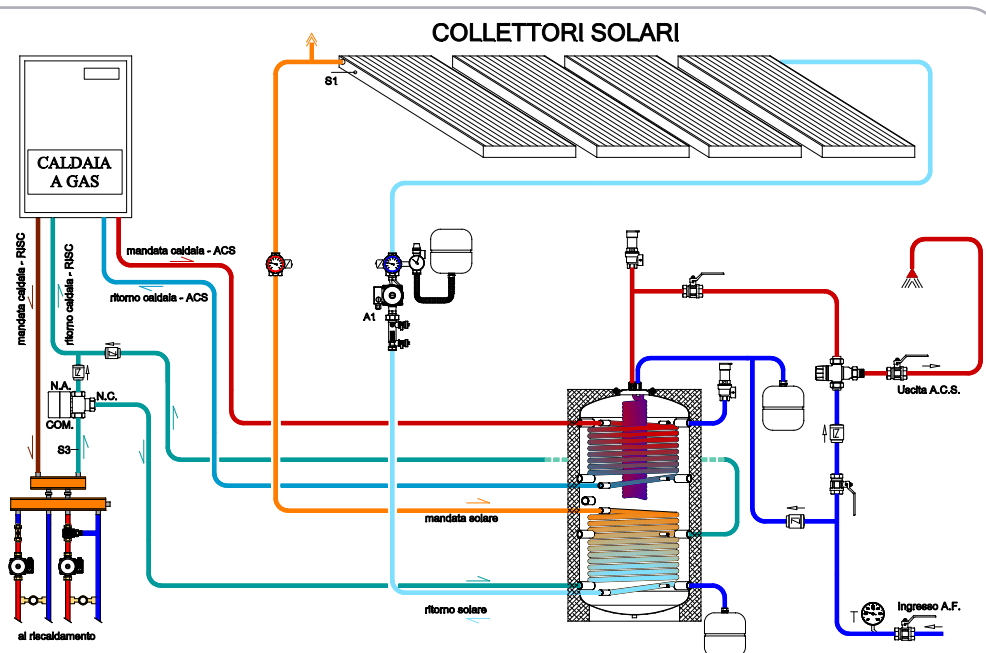 COLLETTORI SOLARI
S1
CALDAIA
A GAS
mandata caldaia - RISC
ritorno caldaia - RISC
mandata caldaia - ACS
ritorno caldaia - ACS
A1
N.A.
N.C.
COM.
S3
Uscita A.C.S.
mandata solare
ritorno solare
T
Ingresso A.F.
al riscaldamento